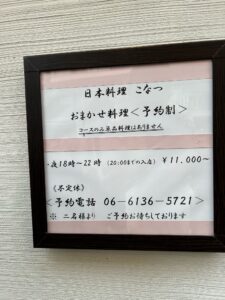 日本料理 こなつ
おまかせ料理＜予約割＞
コースのみ単品料理はありません
・夜18時～22時 (20:00までの入店) ￥11,000～
《不定休》
＜予約電話 06-6136-5721＞
※ 二名様より ご予約お待ちしております